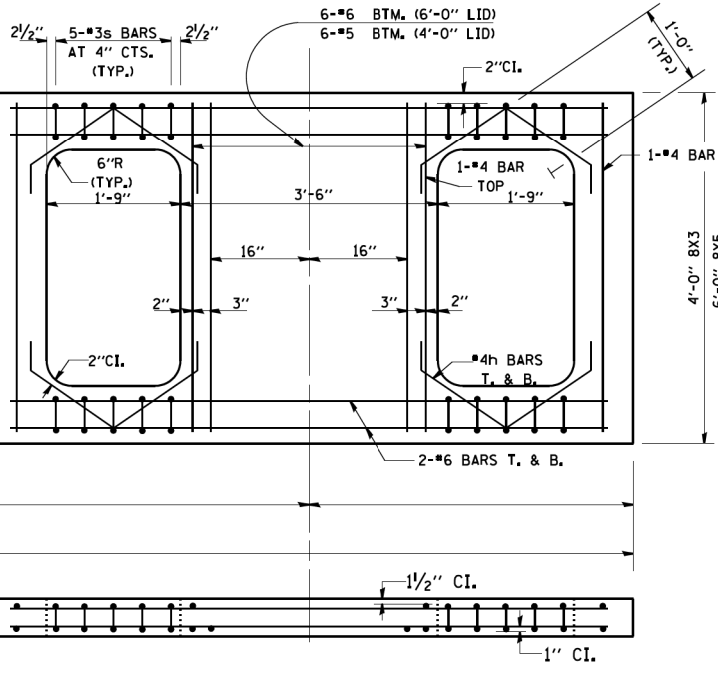 6-#6 BTM. (6'-0" LID)
6-#5 BTM. (4'-0" LID)
2½" 5-#3s BARS 2½"
AT 4" CTS.
(TYP.)
1'-0"
(TYP.)
2"CI.
6"R
(TYP.)
1'-9"
3'-6"
1-#4 BAR
TOP
1'-9"
1-#4 BAR
16" 16"
2" 3" 3" 2"
4'-0" 8X3
6'-0" 8X5
2"CI.
#4h BARS
T. & B.
2-#6 BARS T. & B.
1½" CI.
1" CI.